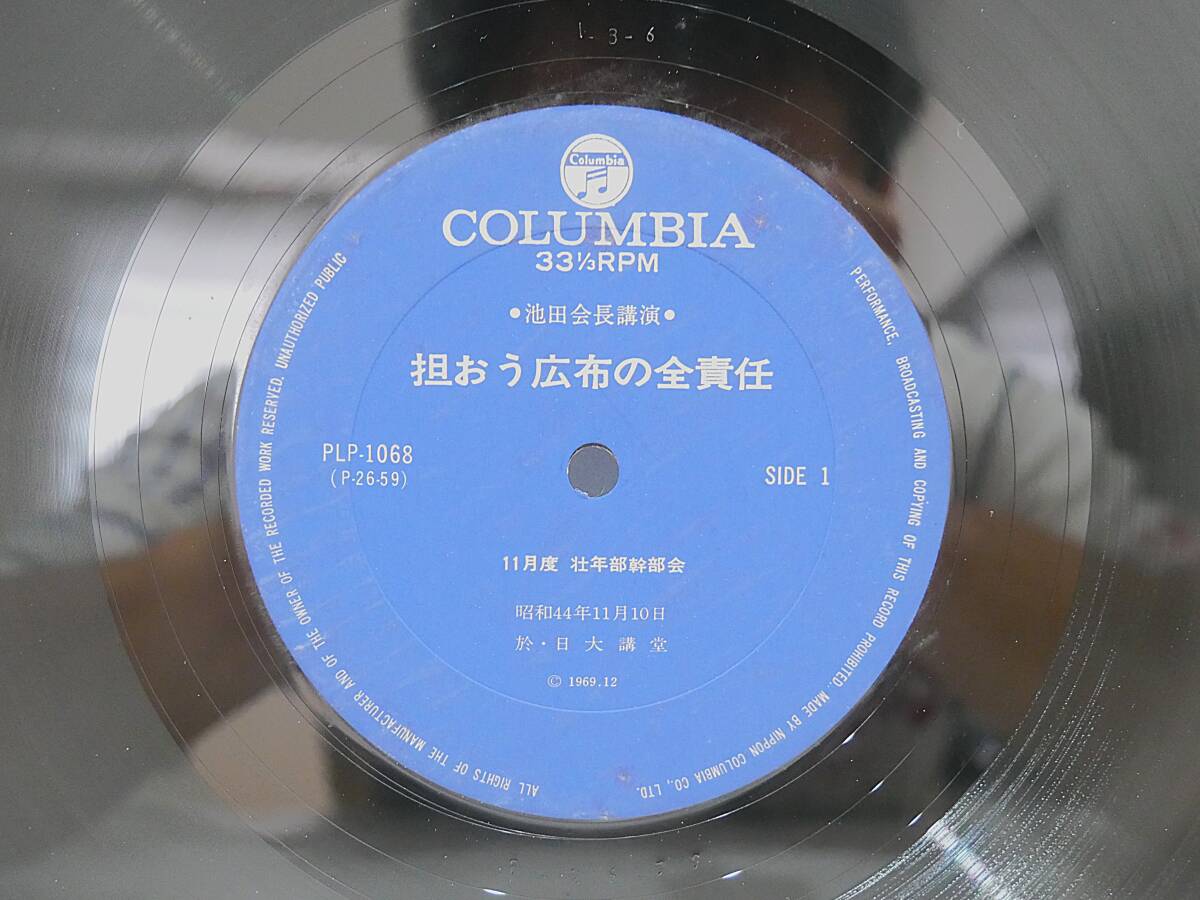 1-3-6
Columbia
COLUMBIA
33⅓RPM
●池田会長講演●
担おう広布の全責任
PLP-1068
(P-26-59)
SIDE 1
11月度 壮年部幹部会
昭和44年11月10日
於・日大講堂
© 1969.12
ALL RIGHTS OF THE MANUFACTURER AND OF THE OWNER OF THE RECORDED WORK RESERVED. UNAUTHORIZED PUBLIC
PERFORMANCE, BROADCASTING AND COPYING OF THIS RECORD PROHIBITED. MADE BY NIPPON COLUMBIA CO., LTD.